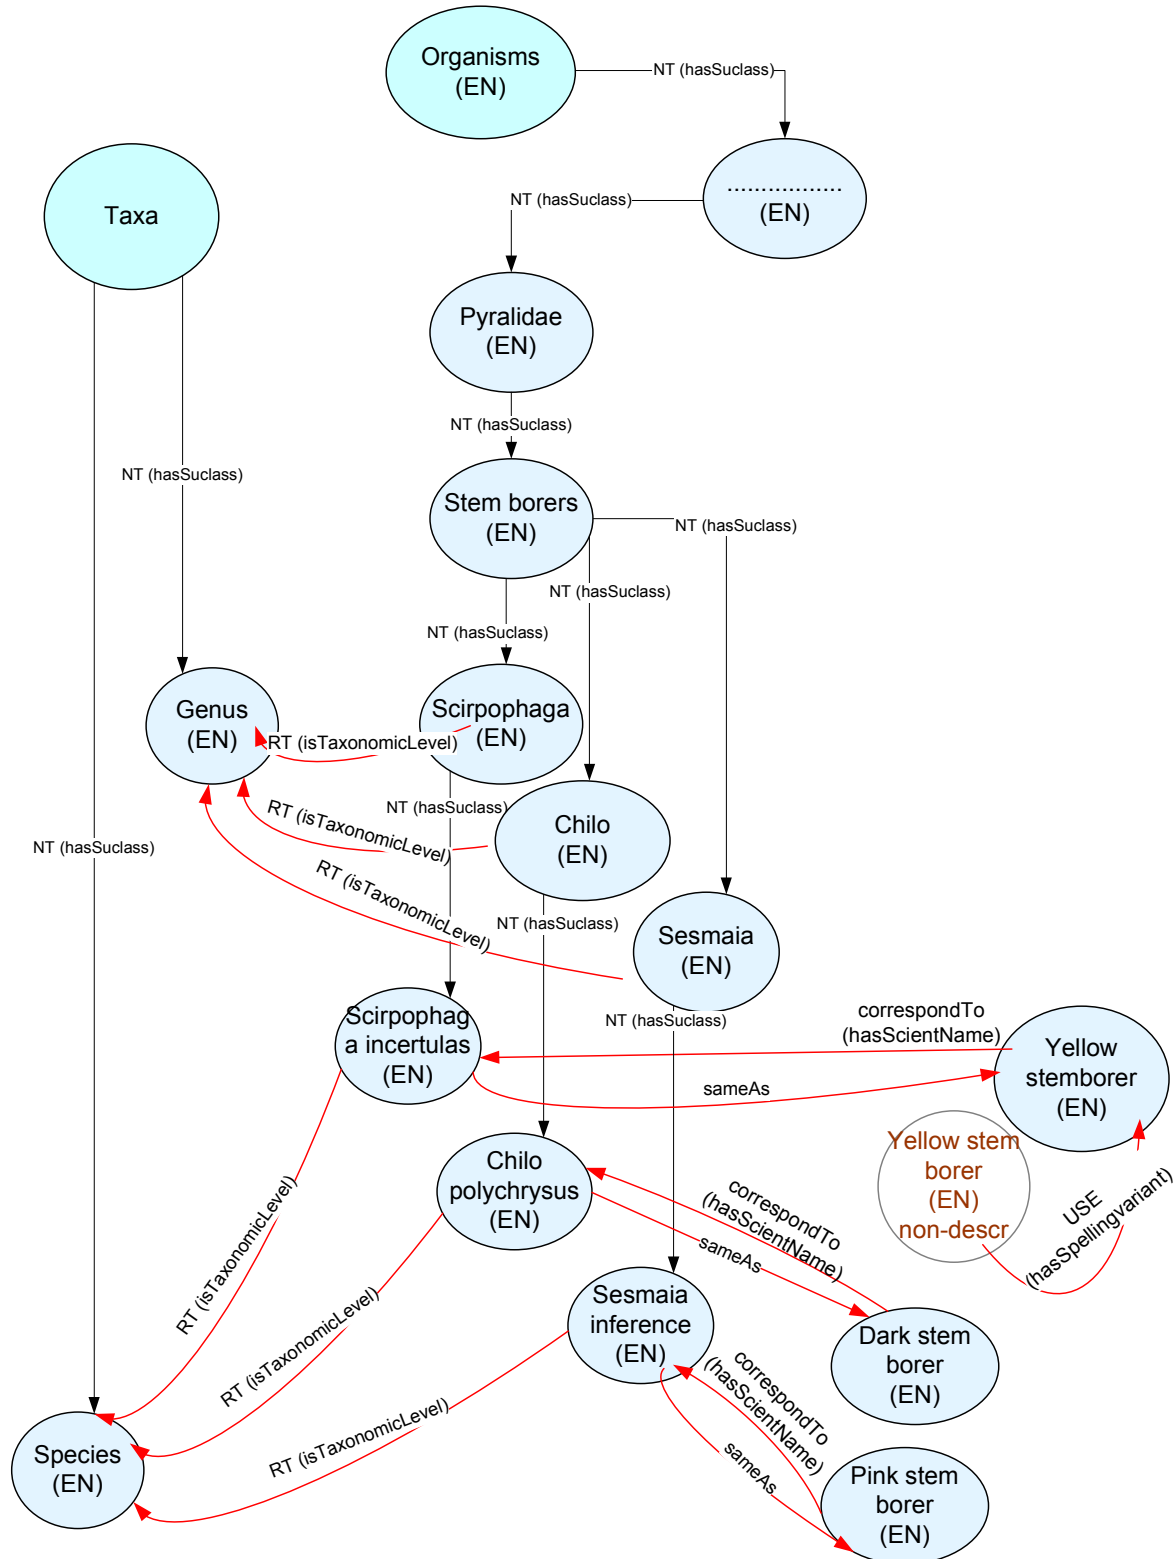 Organisms
(EN)
NT (hasSuclass)
.................
(EN)
NT (hasSuclass)
Taxa
Pyralidae
(EN)
NT (hasSuclass)
NT (hasSuclass)
Stem borers
(EN)
NT (hasSuclass)
NT (hasSuclass)
NT (hasSuclass)
Genus
(EN)
Scirpophaga
(EN)
RT (isTaxonomicLevel)
NT (hasSuclass)
RT (isTaxonomicLevel)
Chilo
(EN)
NT (hasSuclass)
RT (isTaxonomicLevel)
NT (hasSuclass)
Sesmaia
(EN)
NT (hasSuclass)
Scirpophag
a incertulas
(EN)
correspondTo
(hasScientName)
sameAs
Yellow
stemborer
(EN)
Yellow stem
borer
(EN)
non-descr
USE
(hasSpellingvariant)
Chilo
polychrysus
(EN)
correspondTo
(hasScientName)
sameAs
RT (isTaxonomicLevel)
RT (isTaxonomicLevel)
Sesmaia
inference
(EN)
Dark stem
borer
(EN)
correspondTo
(hasScientName)
sameAs
RT (isTaxonomicLevel)
Species
(EN)
Pink stem
borer
(EN)